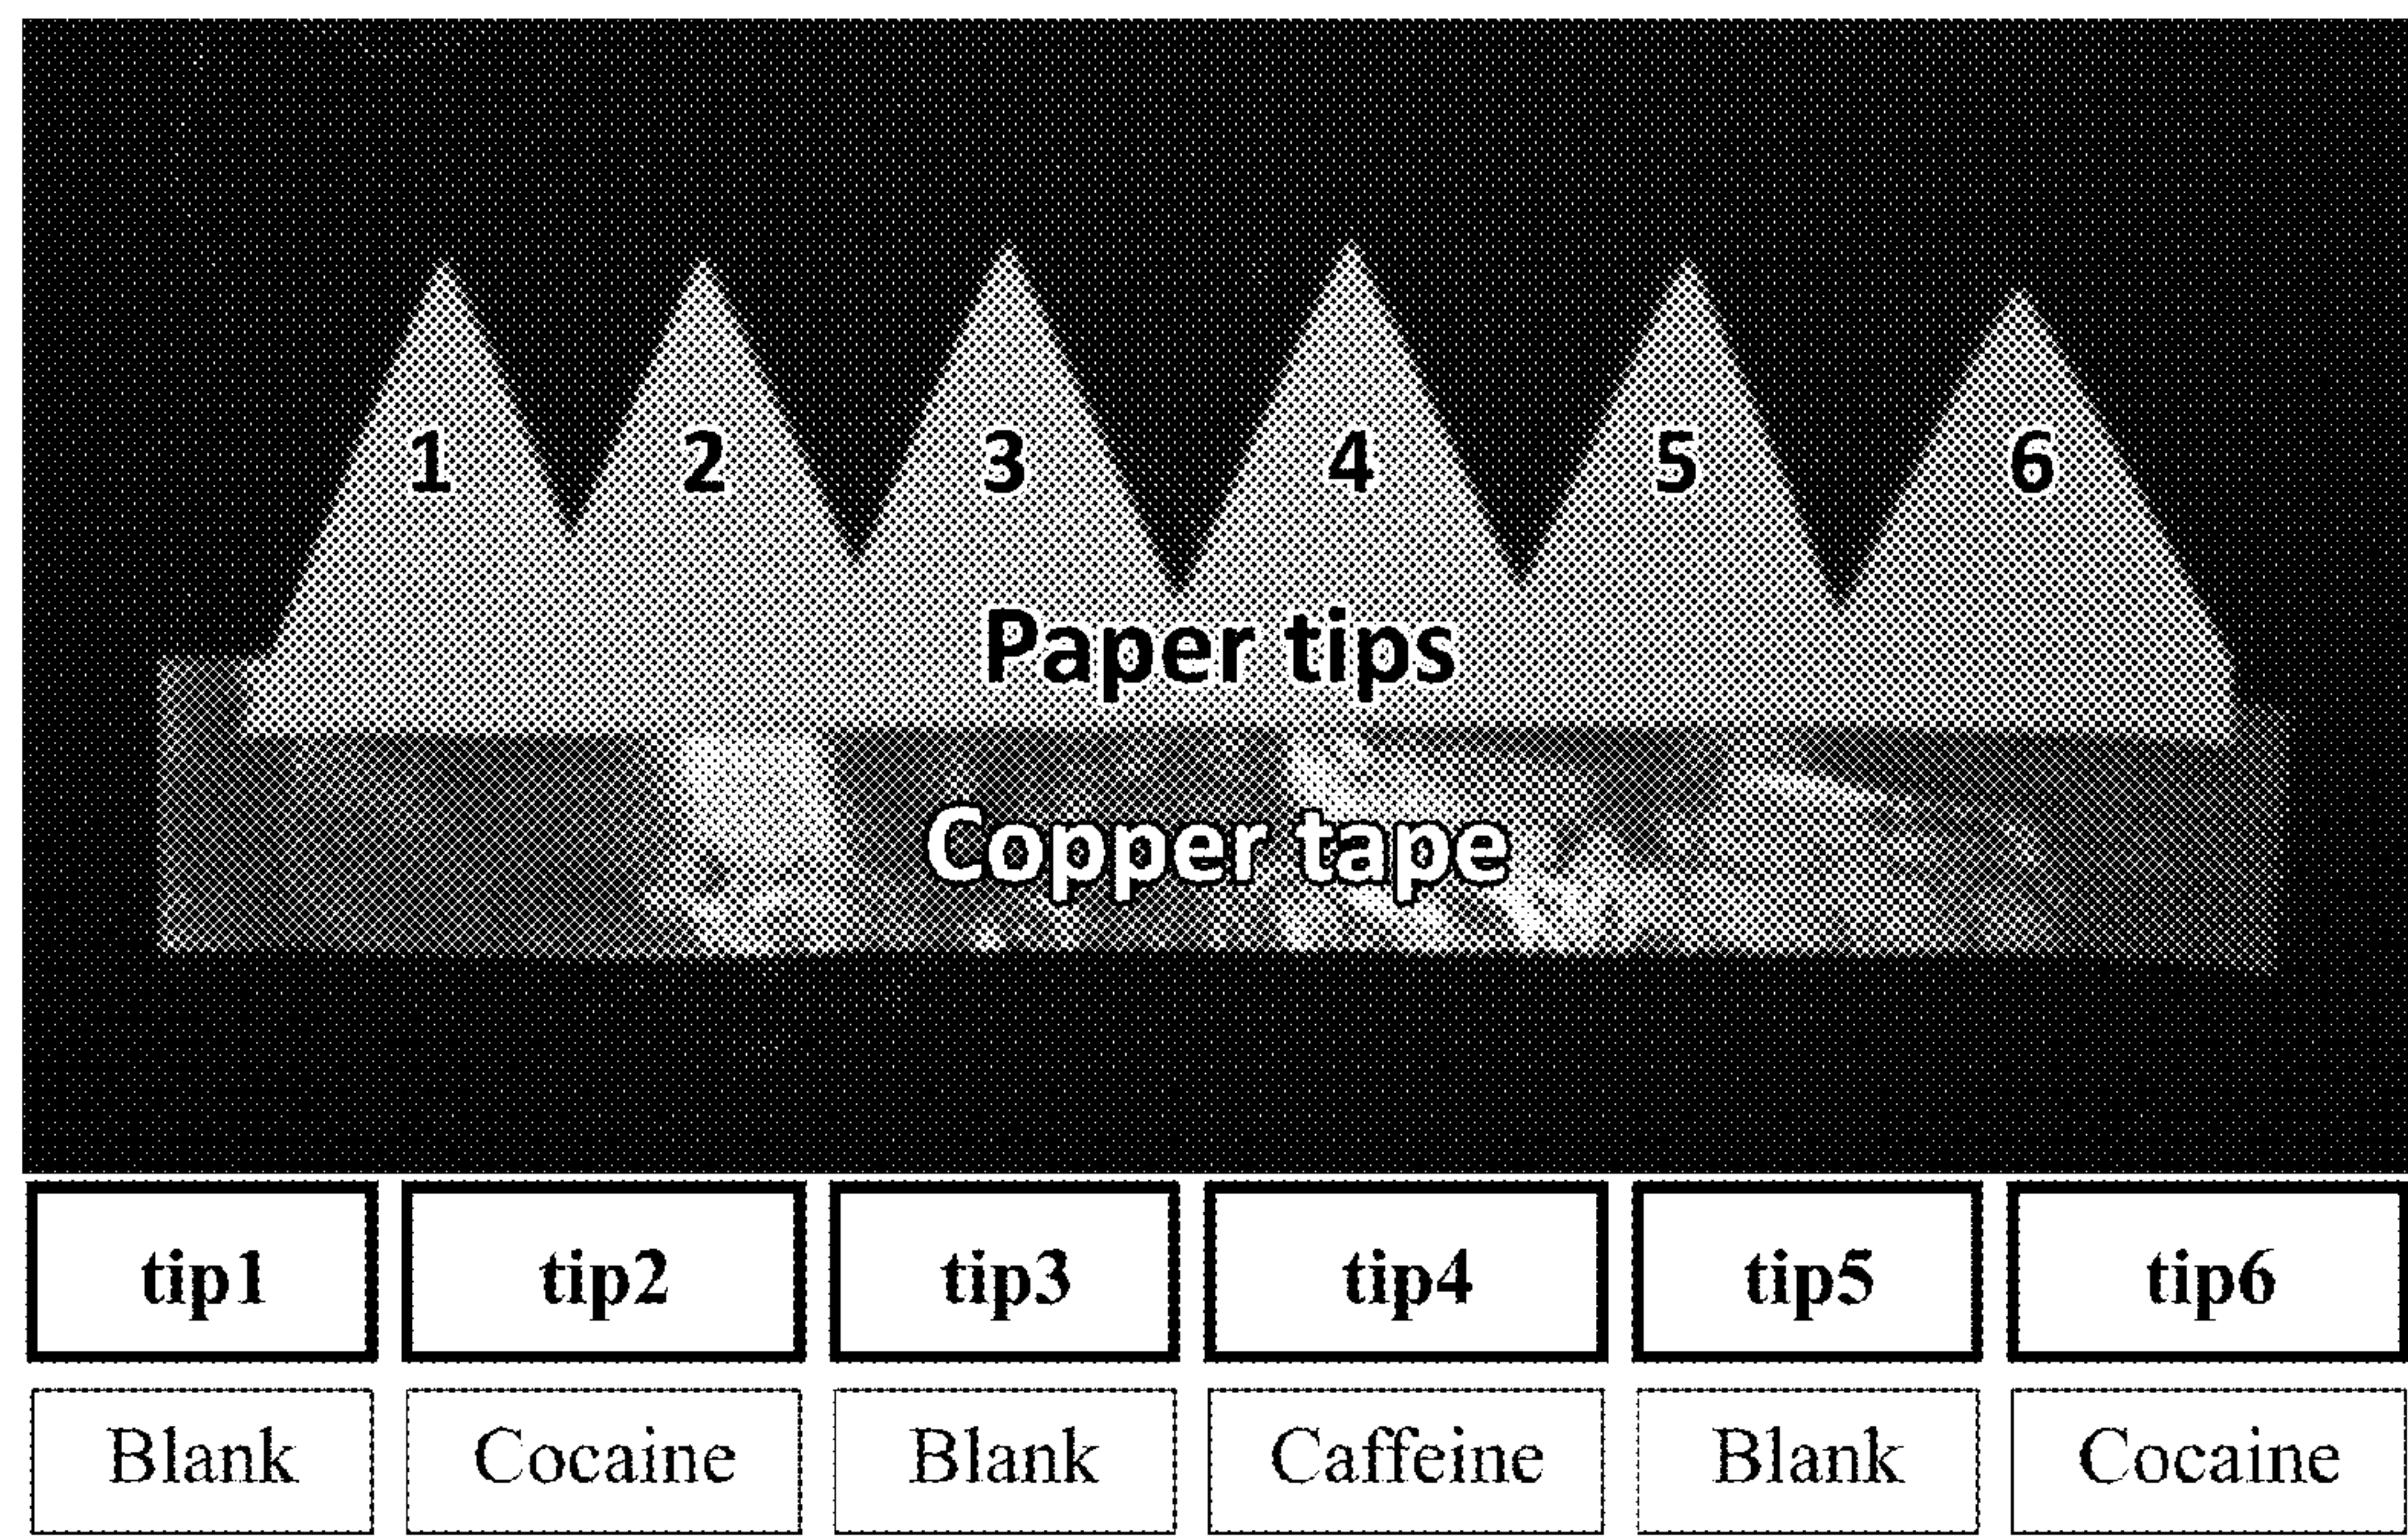 1 2 3 4 5 6
Paper tips
Copper tape
tip1 tip2 tip3 tip4 tip5 tip6
Blank Cocaine Blank Caffeine Blank Cocaine